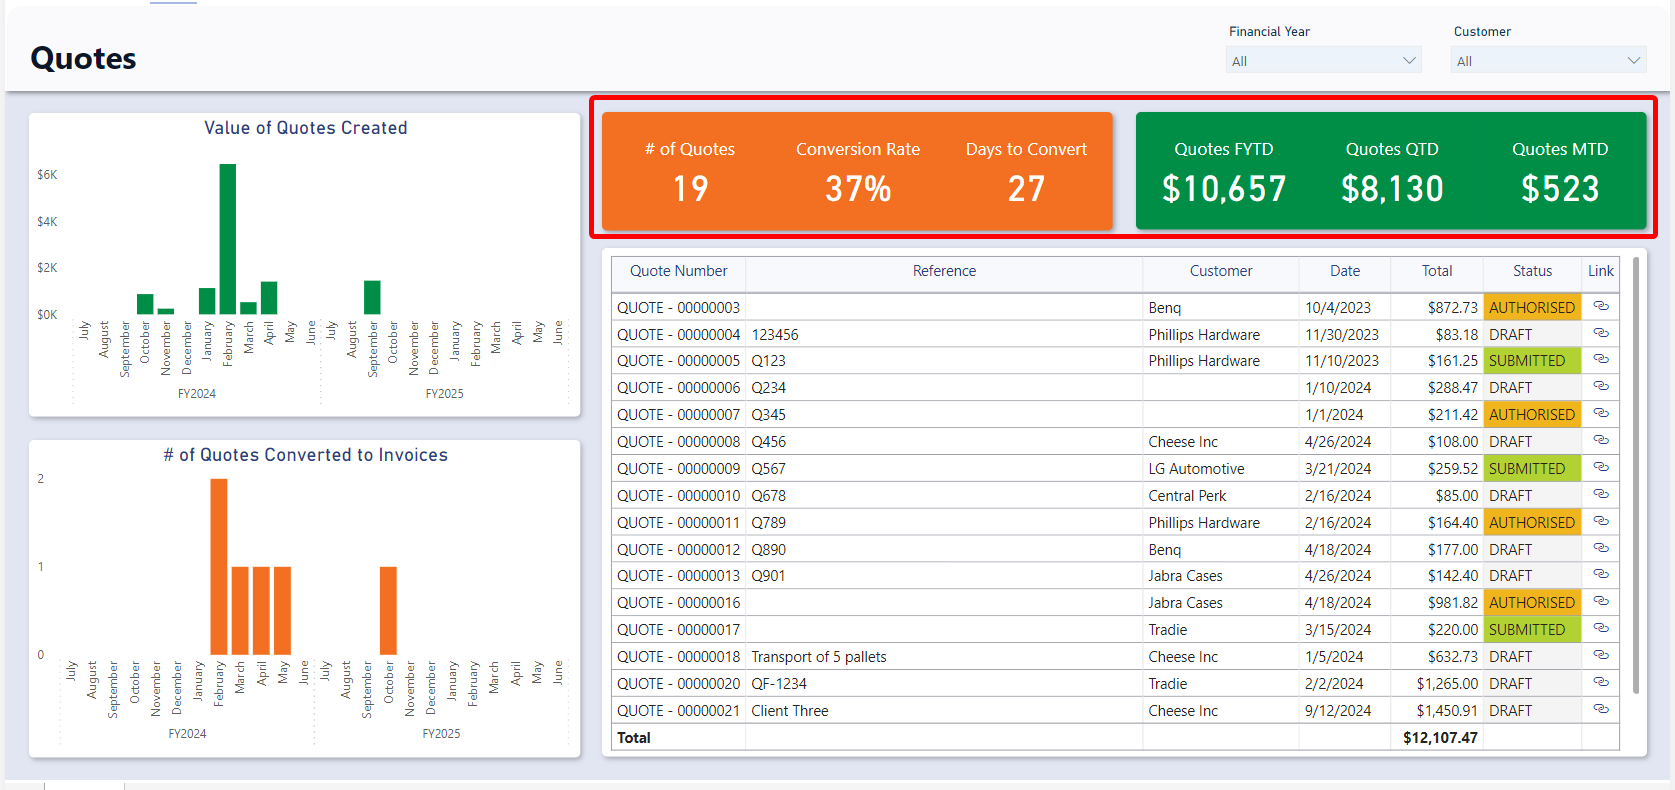 Quotes
Financial Year
All
Customer
All
Value of Quotes Created
$6K
$4K
$2K
$0K
July August September October November December January February March April May June July August September October November December January February March April May June
FY2024 FY2025
# of Quotes Converted to Invoices
2
1
0
July August September October November December January February March April May June July August September October November December January February March April May June
FY2024 FY2025
# of Quotes Conversion Rate Days to Convert
19 37% 27
Quotes FYTD Quotes QTD Quotes MTD
$10,657 $8,130 $523
Quote Number Reference Customer Date Total Status Link
QUOTE - 00000003 Benq 10/4/2023 $872.73 AUTHORISED
QUOTE - 00000004 123456 Phillips Hardware 11/30/2023 $83.18 DRAFT
QUOTE - 00000005 Q123 Phillips Hardware 11/10/2023 $161.25 SUBMITTED
QUOTE - 00000006 Q234 1/10/2024 $288.47 DRAFT
QUOTE - 00000007 Q345 1/1/2024 $211.42 AUTHORISED
QUOTE - 00000008 Q456 Cheese Inc 4/26/2024 $108.00 DRAFT
QUOTE - 00000009 Q567 LG Automotive 3/21/2024 $259.52 SUBMITTED
QUOTE - 00000010 Q678 Central Perk 2/16/2024 $85.00 DRAFT
QUOTE - 00000011 Q789 Phillips Hardware 2/16/2024 $164.40 AUTHORISED
QUOTE - 00000012 Q890 Benq 4/18/2024 $177.00 DRAFT
QUOTE - 00000013 Q901 Jabra Cases 4/26/2024 $142.40 DRAFT
QUOTE - 00000016 Jabra Cases 4/18/2024 $981.82 AUTHORISED
QUOTE - 00000017 Tradie 3/15/2024 $220.00 SUBMITTED
QUOTE - 00000018 Transport of 5 pallets Cheese Inc 1/5/2024 $632.73 DRAFT
QUOTE - 00000020 QF-1234 Tradie 2/2/2024 $1,265.00 DRAFT
QUOTE - 00000021 Client Three Cheese Inc 9/12/2024 $1,450.91 DRAFT
Total $12,107.47